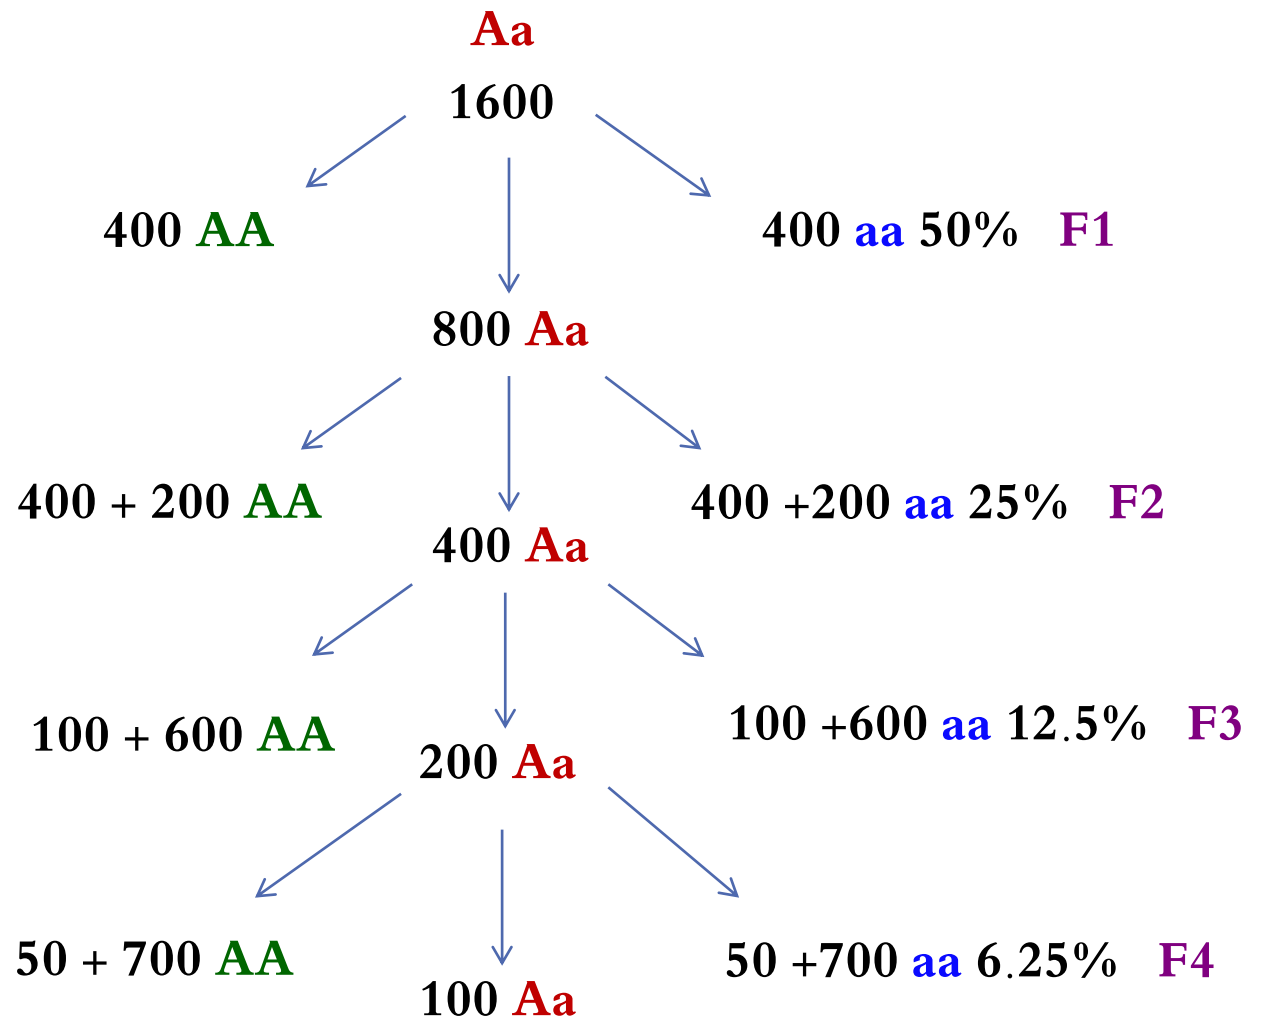 Aa
1600
400 AA
400 aa 50% F1
800 Aa
400 + 200 AA
400 +200 aa 25% F2
400 Aa
100 + 600 AA
100 +600 aa 12.5% F3
200 Aa
50 + 700 AA
50 +700 aa 6.25% F4
100 Aa